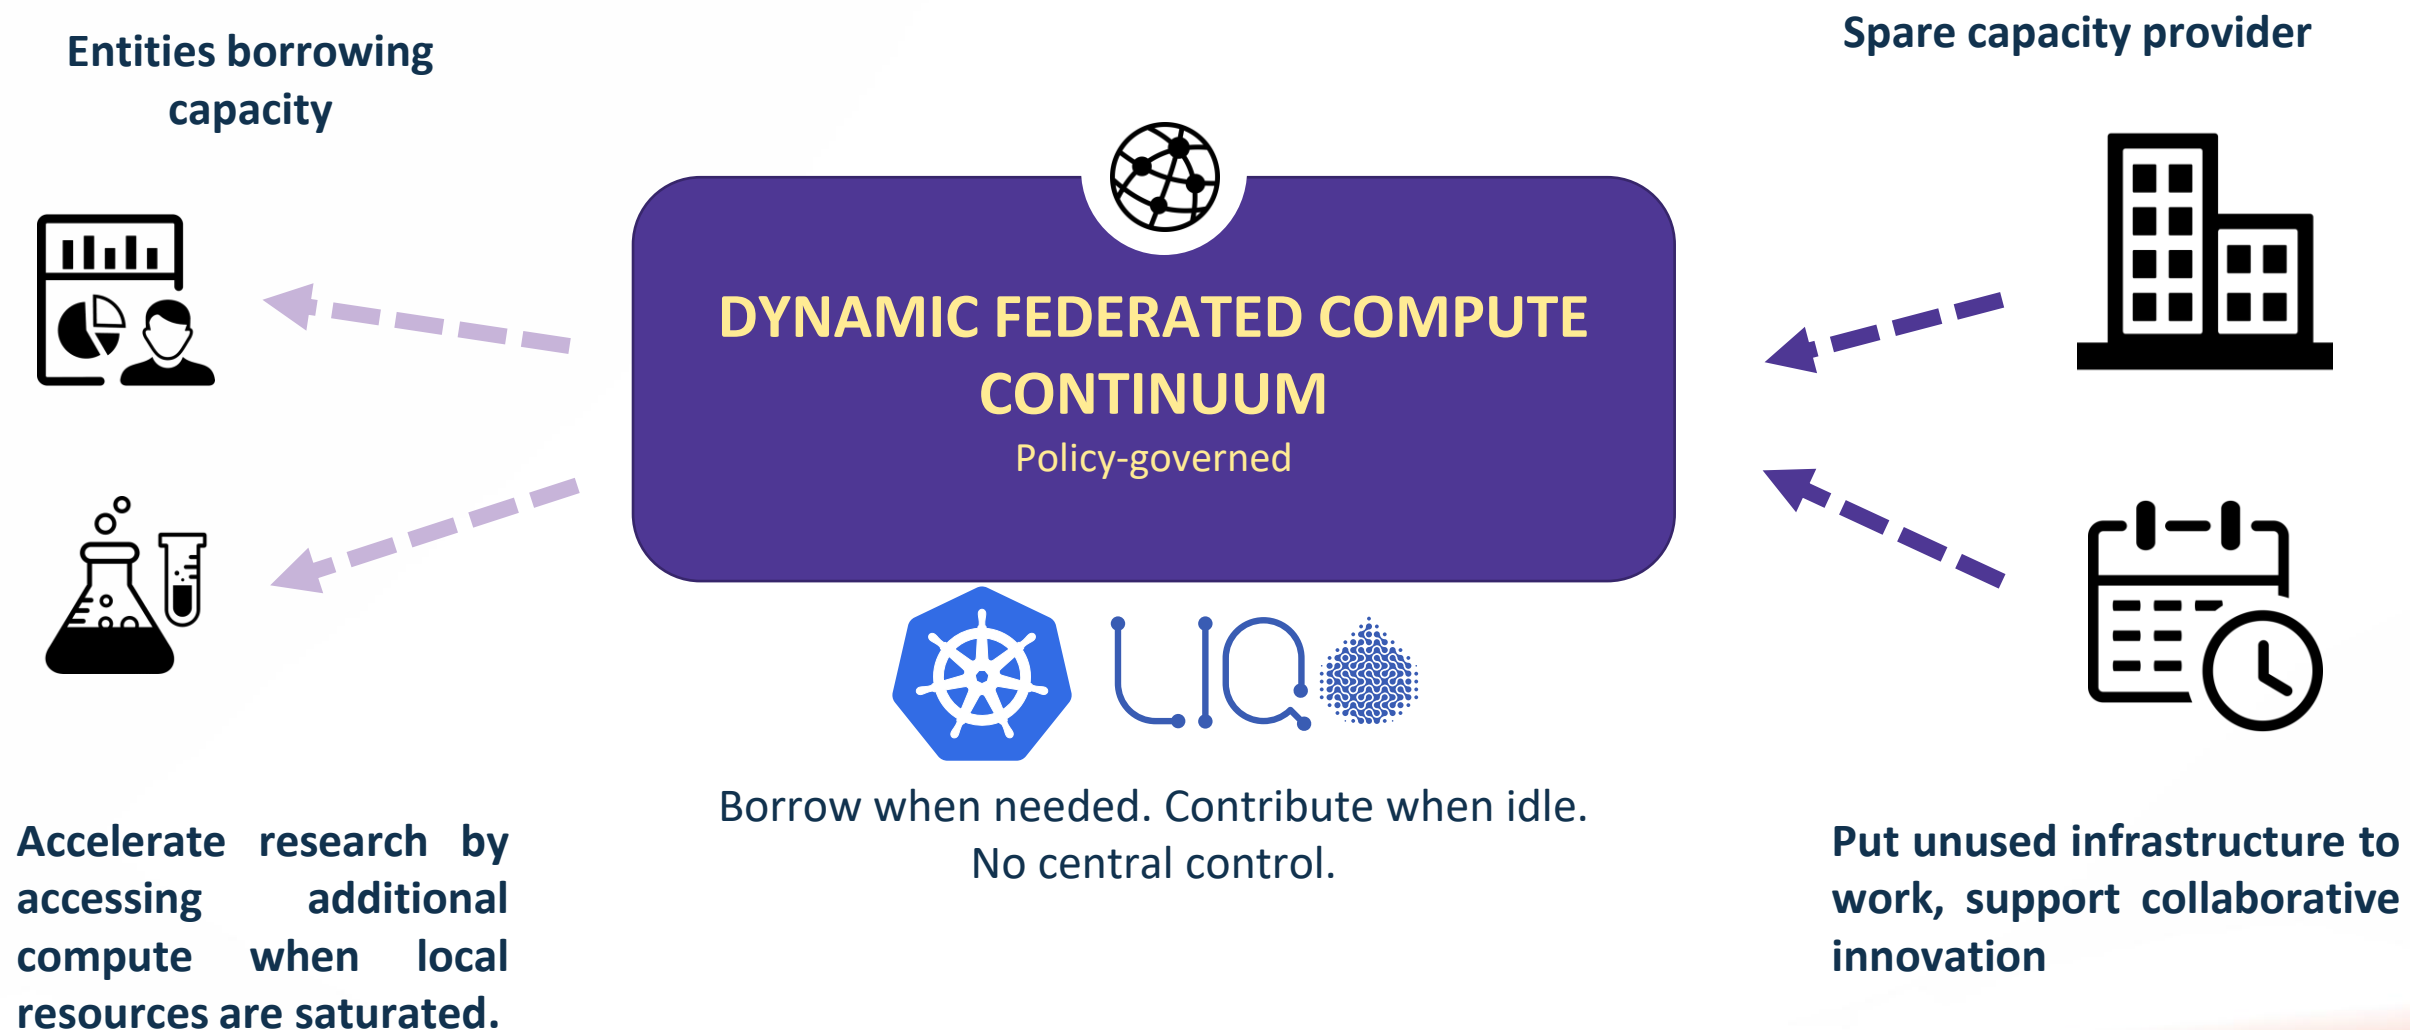 Entities borrowing
capacity
Spare capacity provider
DYNAMIC FEDERATED COMPUTE
CONTINUUM
Policy-governed
LIQO
Borrow when needed. Contribute when idle.
No central control.
Accelerate research by
accessing additional
compute when local
resources are saturated.
Put unused infrastructure to
work, support collaborative
innovation